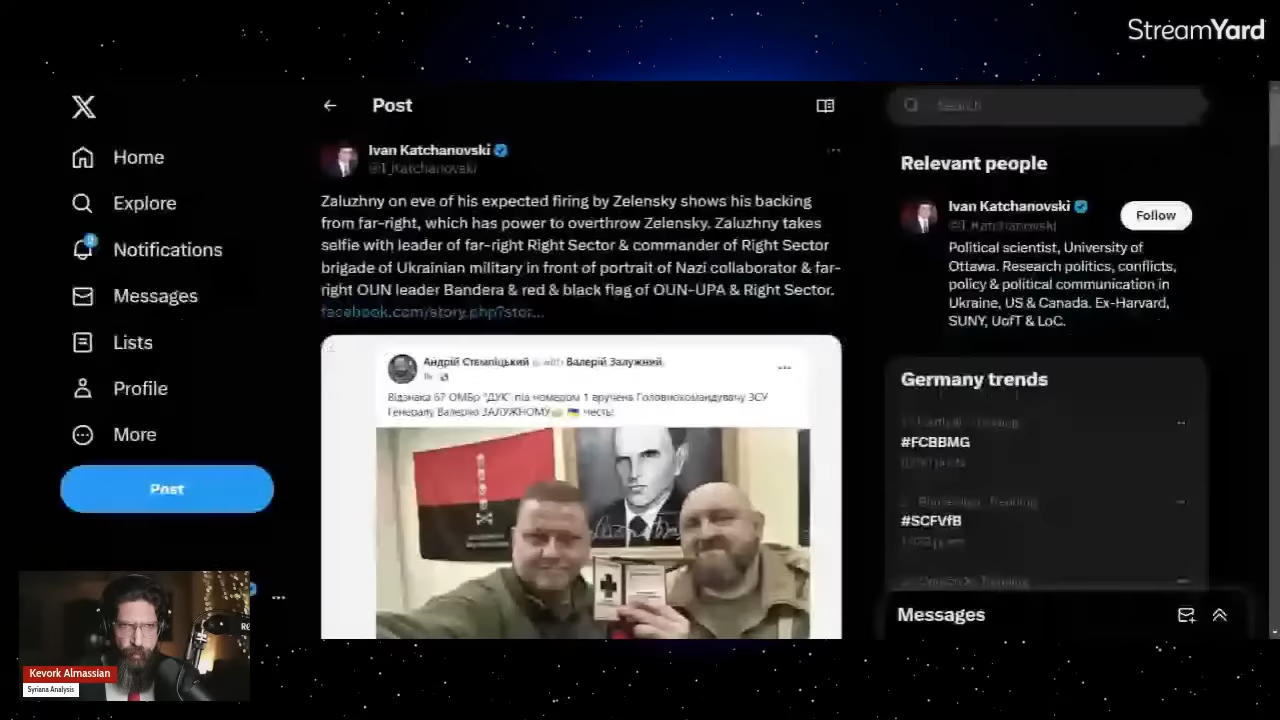 StreamYard
Home
Explore
Notifications
Messages
Lists
Profile
More
Post
Post
Ivan Katchanovski
@I_Katchanovski
Zaluzhny on eve of his expected firing by Zelensky shows his backing
from far-right, which has power to overthrow Zelensky. Zaluzhny takes
selfie with leader of far-right Right Sector & commander of Right Sector
brigade of Ukrainian military in front of portrait of Nazi collaborator & far-
right OUN leader Bandera & red & black flag of OUN-UPA & Right Sector.
facebook.com/story.php?stor...
Андрій Стемпіцький with Валерій Залужний.
Відзнака 67 ОМБр "ДУК" під номером 1 вручена Головнокомандувачу ЗСУ
Генералу Валерію ЗАЛУЖНОМУ честь!
Search
Relevant people
Ivan Katchanovski
@I_Katchanovski
Follow
Political scientist, University of
Ottawa. Research politics, conflicts,
policy & political communication in
Ukraine, US & Canada. Ex-Harvard,
SUNY, UofT & LoC.
Germany trends
#FCBBMG
#SCFVfB
Messages
Kevork Almassian
Syriana Analysis